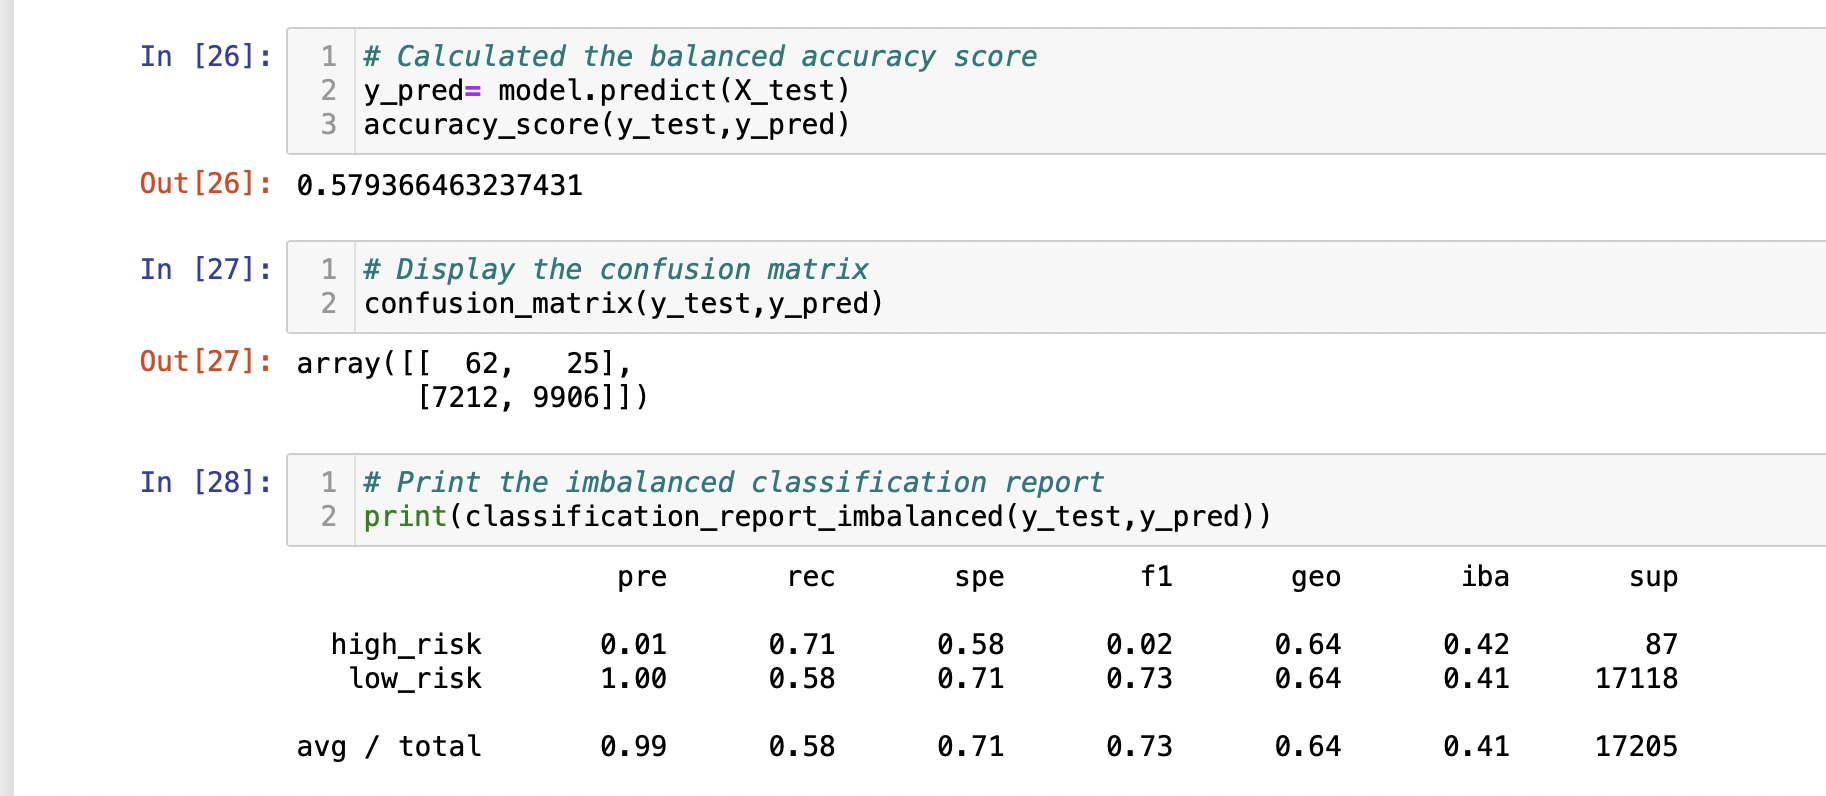 In [26]:
1 # Calculated the balanced accuracy score
2 y_pred= model.predict(X_test)
3 accuracy_score(y_test,y_pred)
Out[26]: 0.579366463237431
In [27]:
1 # Display the confusion matrix
2 confusion_matrix(y_test,y_pred)
Out[27]: array([[  62,   25],
       [7212, 9906]])
In [28]:
1 # Print the imbalanced classification report
2 print(classification_report_imbalanced(y_test,y_pred))
pre rec spe f1 geo iba sup
high_risk 0.01 0.71 0.58 0.02 0.64 0.42 87
low_risk 1.00 0.58 0.71 0.73 0.64 0.41 17118
avg / total 0.99 0.58 0.71 0.73 0.64 0.41 17205